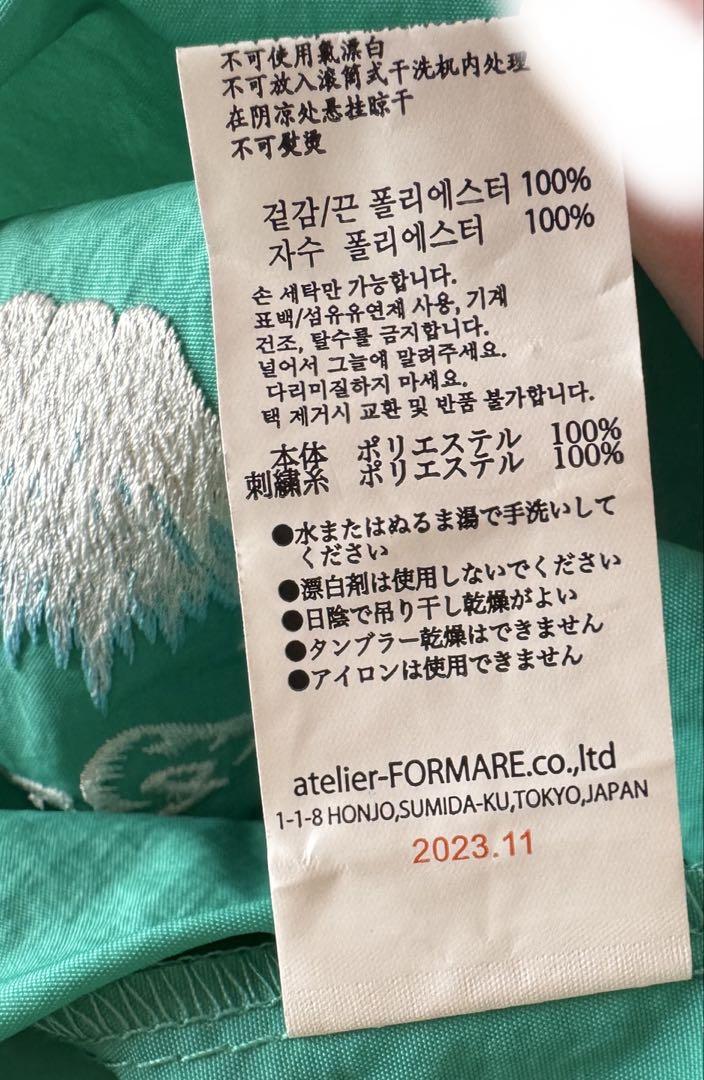 不可使用氯漂白
不可放入滚筒式干洗机内处理
在阴凉处悬挂晾干
不可熨烫
겉감/끈 폴리에스터 100%
자수 폴리에스터 100%
손 세탁만 가능합니다.
표백/섬유유연제 사용, 기계
건조, 탈수를 금지합니다.
널어서 그늘에 말려주세요.
다리미질하지 마세요.
택 제거시 교환 및 반품 불가합니다.
本体 ポリエステル 100%
刺繍糸 ポリエステル 100%
●水またはぬるま湯で手洗いして
ください
●漂白剤は使用しないでください
●日陰で吊り干し乾燥がよい
●タンブラー乾燥はできません
●アイロンは使用できません
atelier-FORMARE.co.,ltd
1-1-8 HONJO,SUMIDA-KU,TOKYO,JAPAN
2023.11